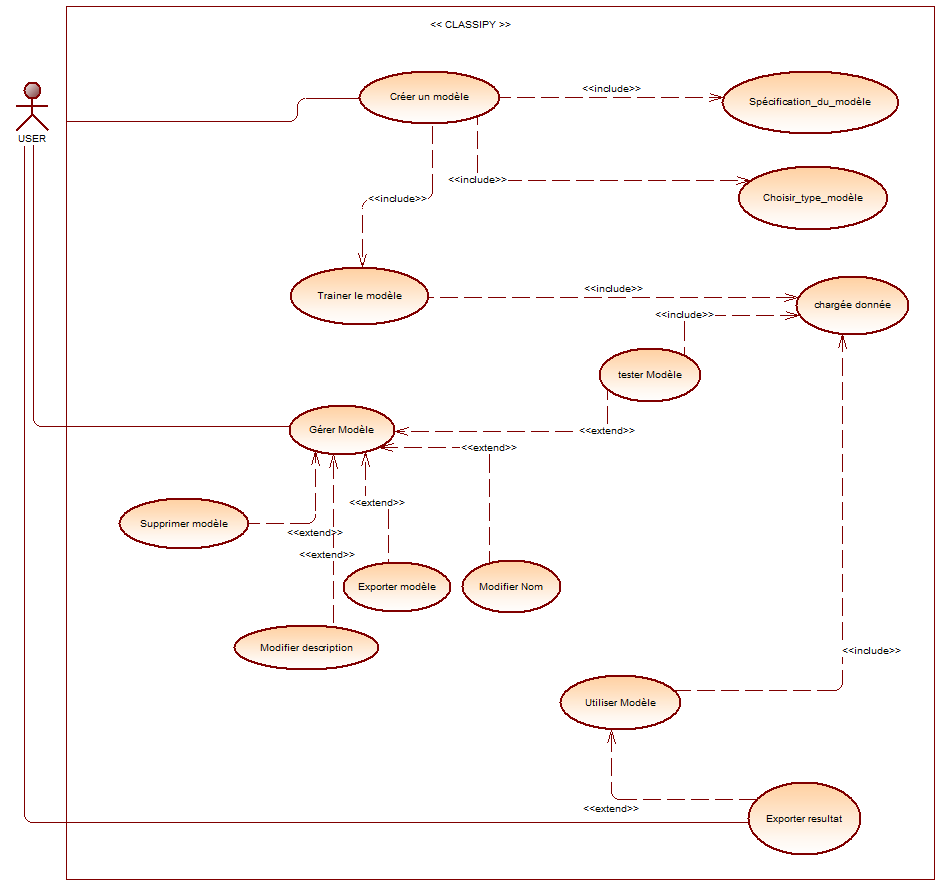 << CLASSIPY >>
USER
Créer un modèle
<<include>>
Spécification_du_modèle
<<include>>
Choisir_type_modèle
<<include>>
Trainer le modèle
<<include>>
chargée donnée
<<include>>
tester Modèle
Gérer Modèle
<<extend>>
<<extend>>
<<extend>>
Supprimer modèle
<<extend>>
<<extend>>
Exporter modèle
Modifier Nom
Modifier description
<<include>>
Utiliser Modèle
<<extend>>
Exporter resultat